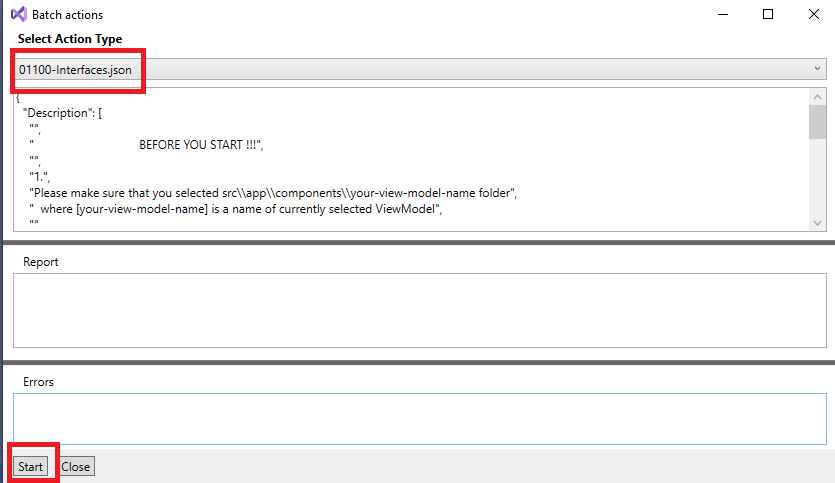 Batch actions
Select Action Type
01100-Interfaces.json
{
"Description": [
"",
" BEFORE YOU START !!!",
"",
"1.",
"Please make sure that you selected src\\app\\components\\your-view-model-name folder",
" where [your-view-model-name] is a name of currently selected ViewModel",
""
Report
Errors
Start Close